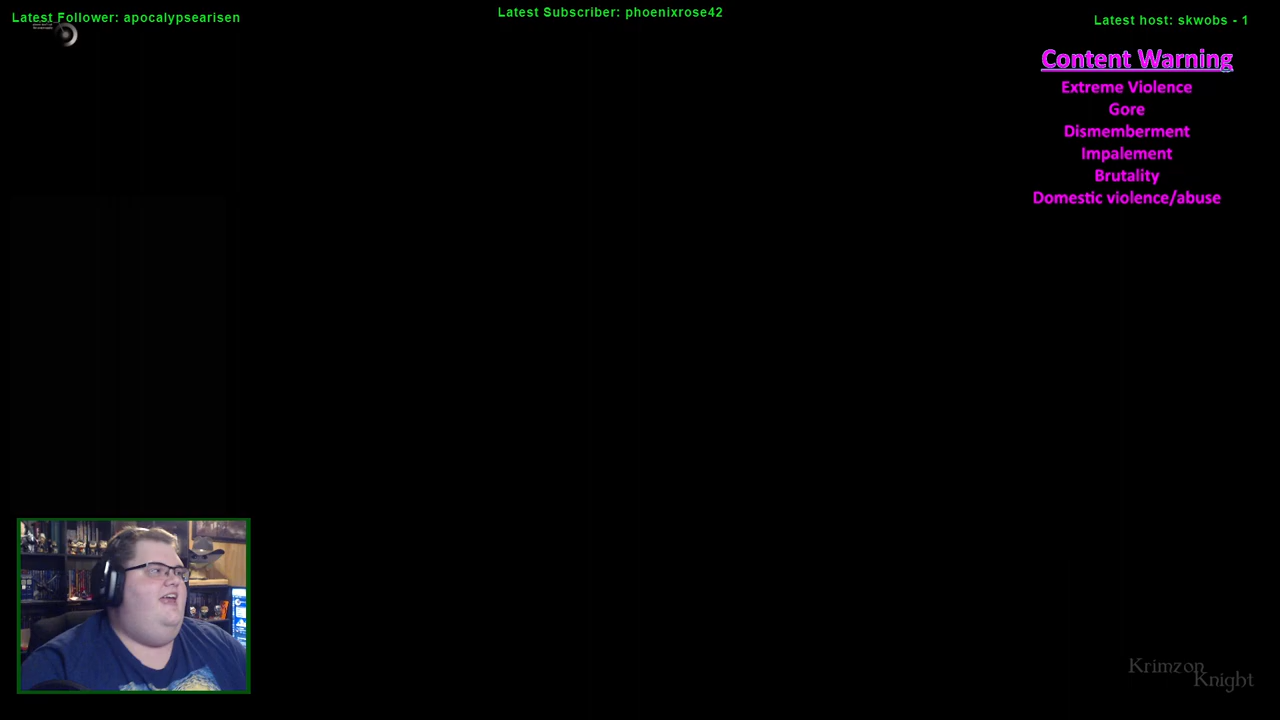 Latest Follower: apocalypsearisen
Latest Subscriber: phoenixrose42
Latest host: skwobs - 1
Content Warning
Extreme Violence
Gore
Dismemberment
Impalement
Brutality
Domestic violence/abuse
Krimzon
Knight